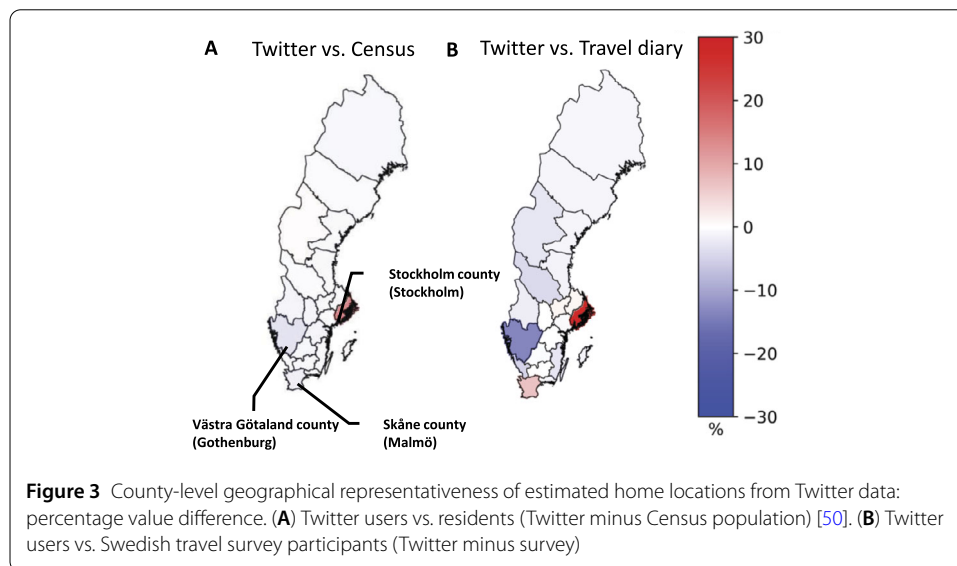 A Twitter vs. Census
B Twitter vs. Travel diary
30
20
10
0
−10
−20
−30
%
Stockholm county
(Stockholm)
Västra Götaland county
(Gothenburg)
Skåne county
(Malmö)
Figure 3 County-level geographical representativeness of estimated home locations from Twitter data:
percentage value difference. (A) Twitter users vs. residents (Twitter minus Census population) [50]. (B) Twitter
users vs. Swedish travel survey participants (Twitter minus survey)